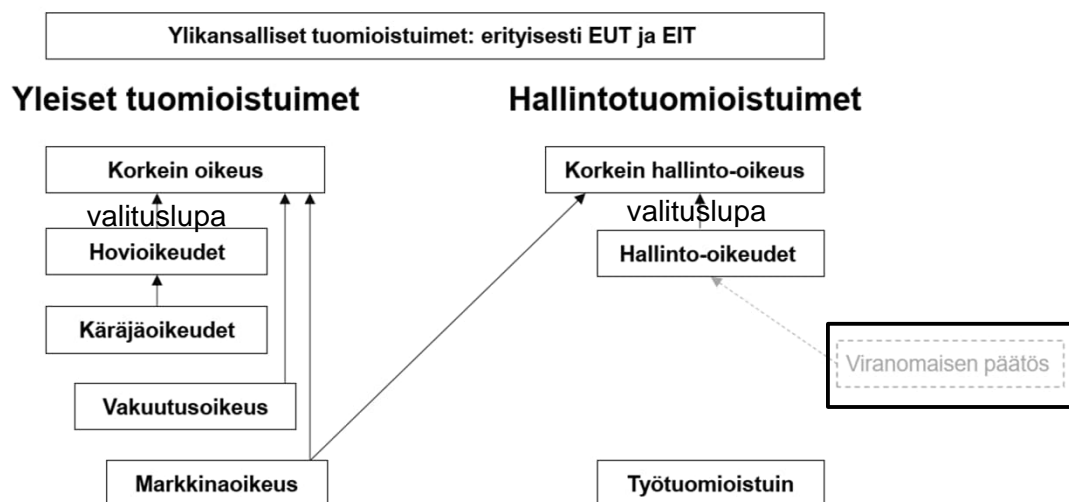 Ylikansalliset tuomioistuimet: erityisesti EUT ja EIT
Yleiset tuomioistuimet
Hallintotuomioistuimet
Korkein oikeus
Korkein hallinto-oikeus
valituslupa
valituslupa
Hovioikeudet
Hallinto-oikeudet
Käräjäoikeudet
Viranomaisen päätös
Vakuutusoikeus
Markkinaoikeus
Työtuomioistuin